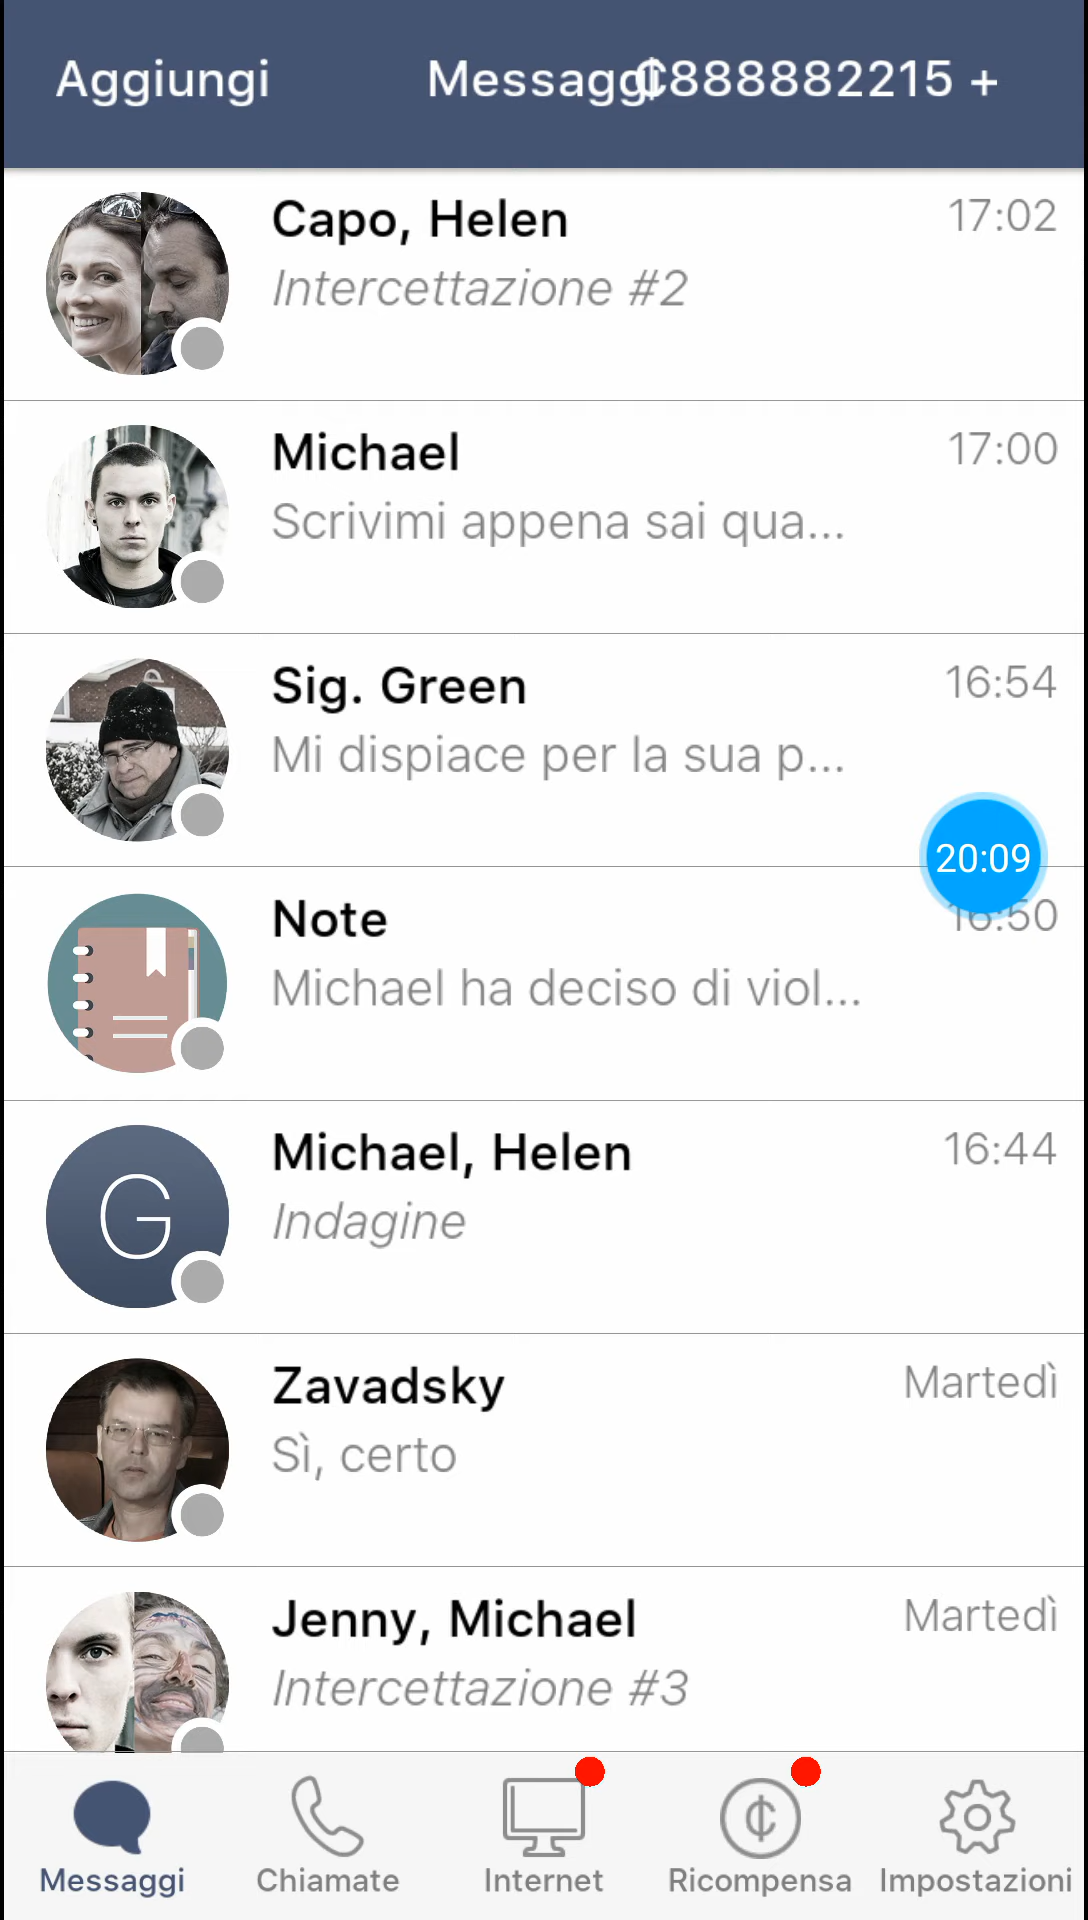 Aggiungi
Messaggi
₵888882215 +
Capo, Helen
17:02
Intercettazione #2
Michael
17:00
Scrivimi appena sai qua...
Sig. Green
16:54
Mi dispiace per la sua p...
20:09
Note
16:50
Michael ha deciso di viol...
G
Michael, Helen
16:44
Indagine
Zavadsky
Martedì
Sì, certo
Jenny, Michael
Martedì
Intercettazione #3
Messaggi
Chiamate
Internet
Ricompensa
Impostazioni